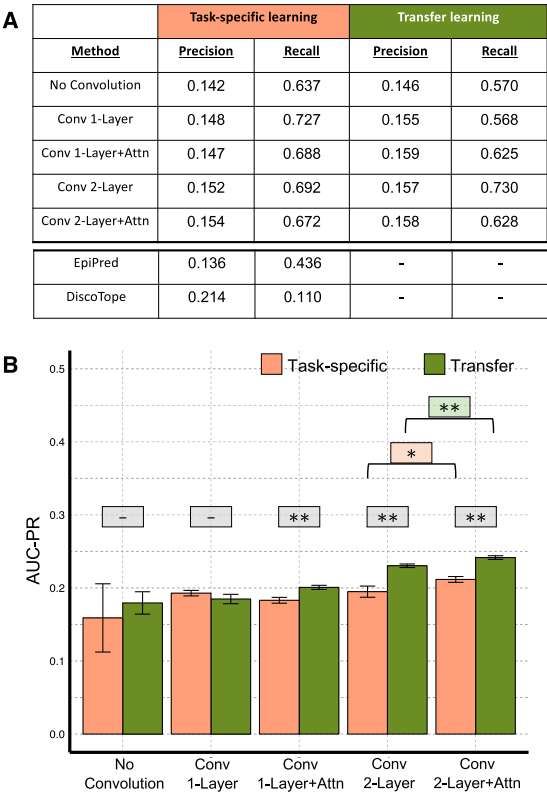 A
Task-specific learning Transfer learning
Method Precision Recall Precision Recall
No Convolution 0.142 0.637 0.146 0.570
Conv 1-Layer 0.148 0.727 0.155 0.568
Conv 1-Layer+Attn 0.147 0.688 0.159 0.625
Conv 2-Layer 0.152 0.692 0.157 0.730
Conv 2-Layer+Attn 0.154 0.672 0.158 0.628
EpiPred 0.136 0.436 - -
DiscoTope 0.214 0.110 - -
B
Task-specific Transfer
0.5
**
0.4
*
0.3
– – ** ** **
AUC-PR
0.2
0.1
0.0
No Conv Conv Conv Conv
Convolution 1-Layer 1-Layer+Attn 2-Layer 2-Layer+Attn